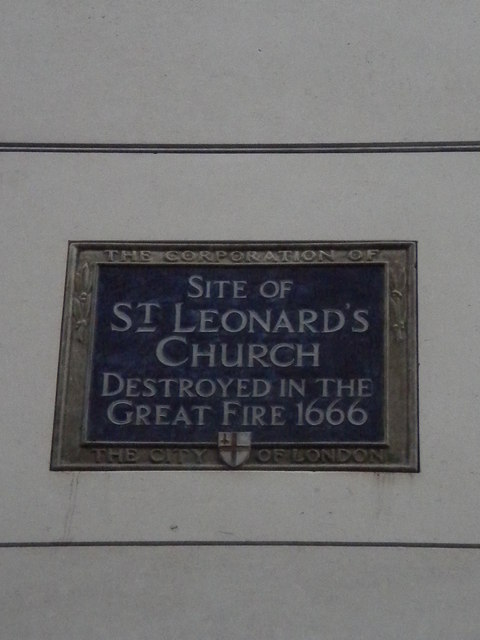 THE CORPORATION OF
SITE OF
ST LEONARD'S
CHURCH
DESTROYED IN THE
GREAT FIRE 1666
THE CITY OF LONDON